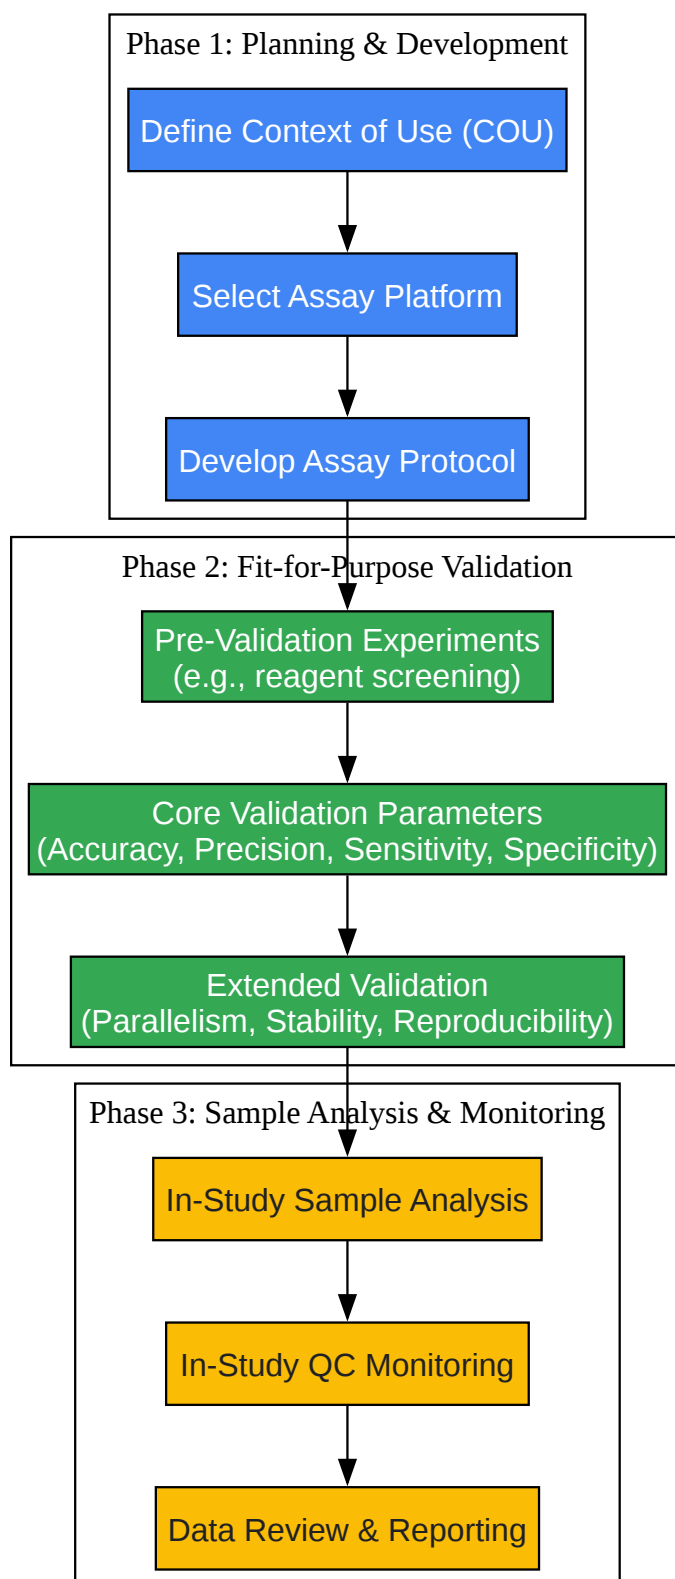 Phase 1: Planning & Development
Define Context of Use (COU)
Select Assay Platform
Develop Assay Protocol
Phase 2: Fit-for-Purpose Validation
Pre-Validation Experiments
(e.g., reagent screening)
Core Validation Parameters
(Accuracy, Precision, Sensitivity, Specificity)
Extended Validation
(Parallelism, Stability, Reproducibility)
Phase 3: Sample Analysis & Monitoring
In-Study Sample Analysis
In-Study QC Monitoring
Data Review & Reporting